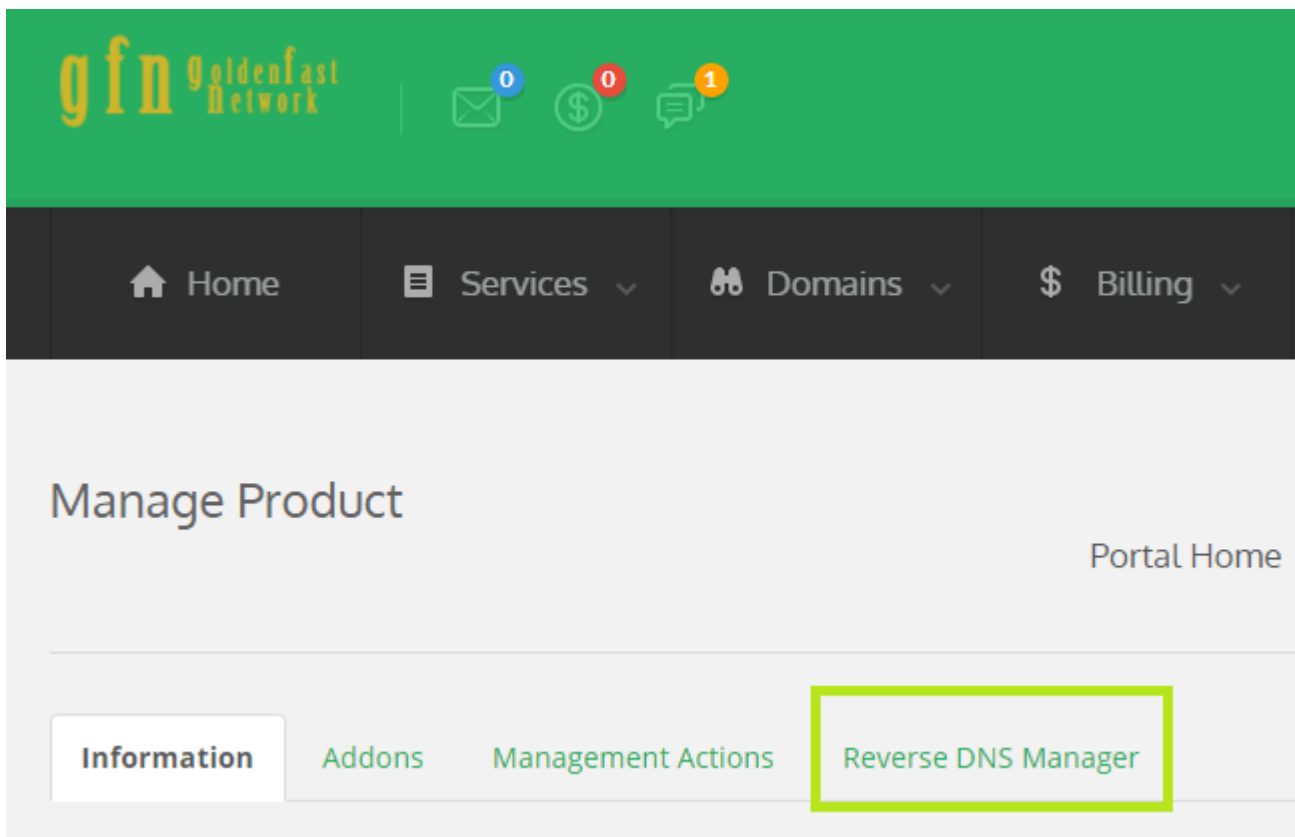 gfn goldenfast
Network
0 0 1
Home Services Domains $ Billing
Manage Product
Portal Home
Information Addons Management Actions Reverse DNS Manager